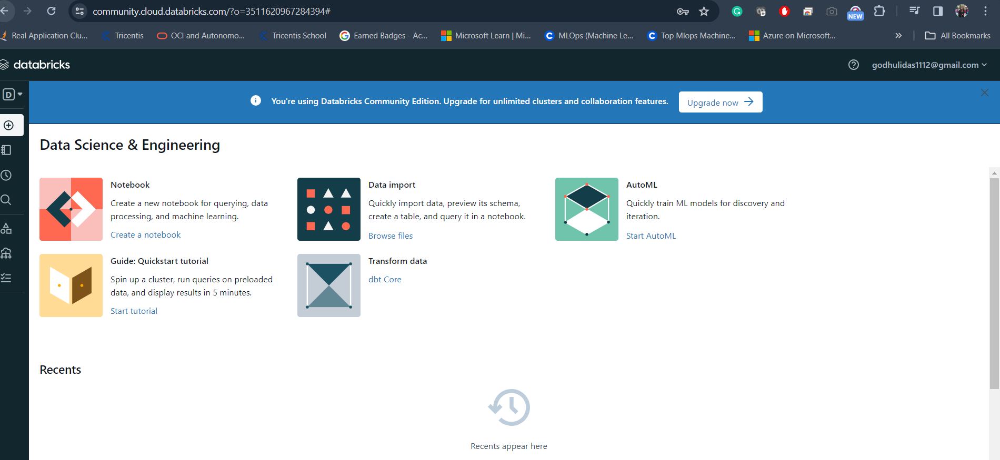 community.cloud.databricks.com/?o=3511620967284394#
NEW
Real Application Clu...
Tricentis
OCI and Autonomo...
Tricentis School
Earned Badges - Ac...
Microsoft Learn | Mi...
MLOps (Machine Le...
Top Mlops Machine...
Azure on Microsoft...
All Bookmarks
databricks
godhulidas1112@gmail.com
D
You're using Databricks Community Edition. Upgrade for unlimited clusters and collaboration features.
Upgrade now
Data Science & Engineering
Notebook
Create a new notebook for querying, data
processing, and machine learning.
Create a notebook
Data import
Quickly import data, preview its schema,
create a table, and query it in a notebook.
Browse files
AutoML
Quickly train ML models for discovery and
iteration.
Start AutoML
Guide: Quickstart tutorial
Spin up a cluster, run queries on preloaded
data, and display results in 5 minutes.
Start tutorial
Transform data
dbt Core
Recents
Recents appear here